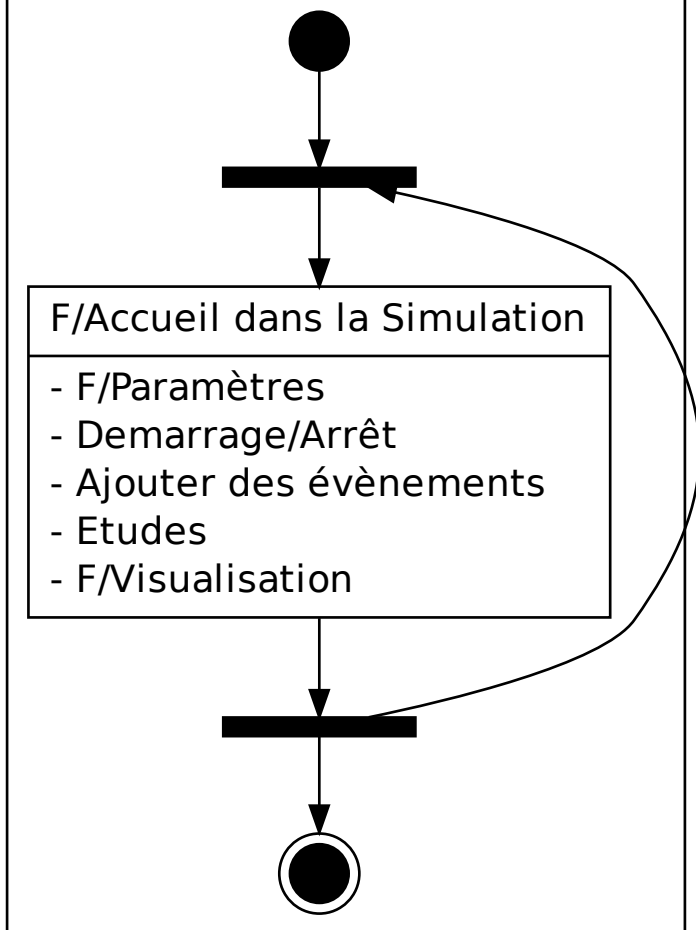 F/Accueil dans la Simulation
- F/Paramètres
- Demarrage/Arrêt
- Ajouter des évènements
- Etudes
- F/Visualisation